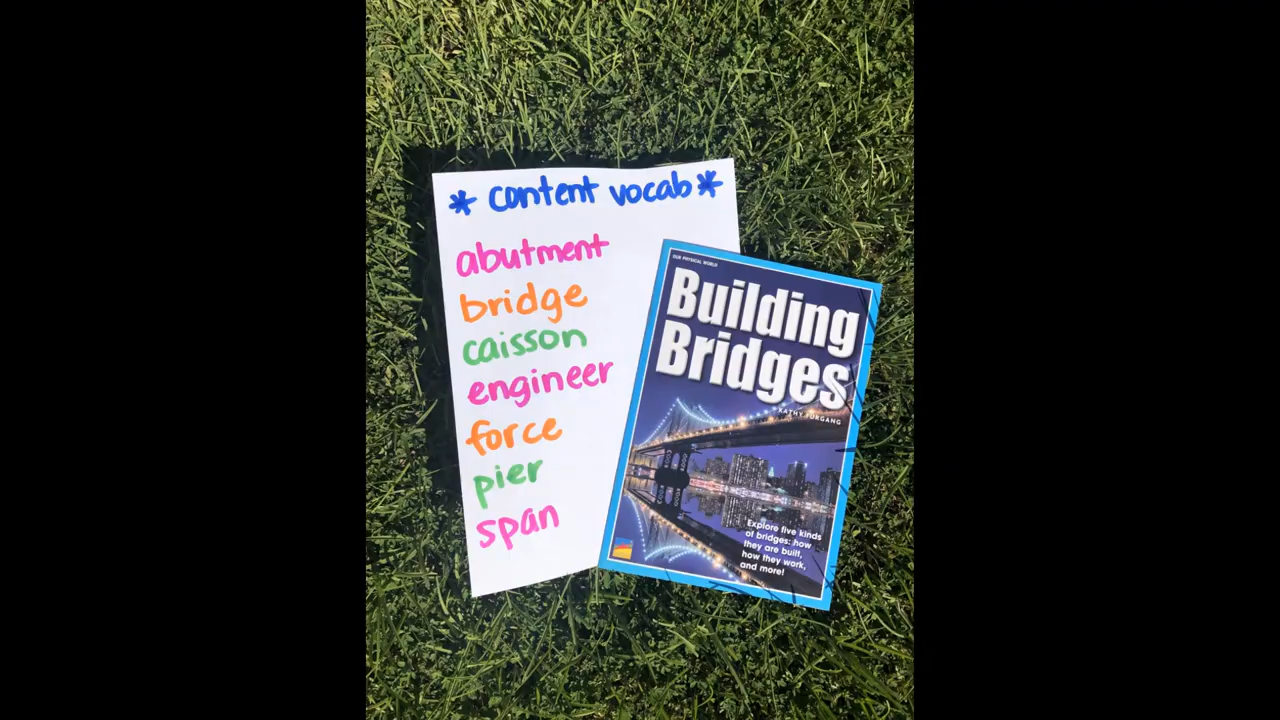 * content vocab *
abutment
bridge
caisson
engineer
force
pier
span
OUR PHYSICAL WORLD
Building
Bridges
KATHY FURGANG
Explore five kinds
of bridges: how
they are built,
how they work,
and more!